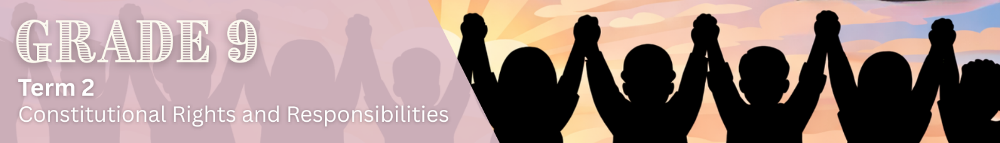 GRADE 9
Term 2
Constitutional Rights and Responsibilities